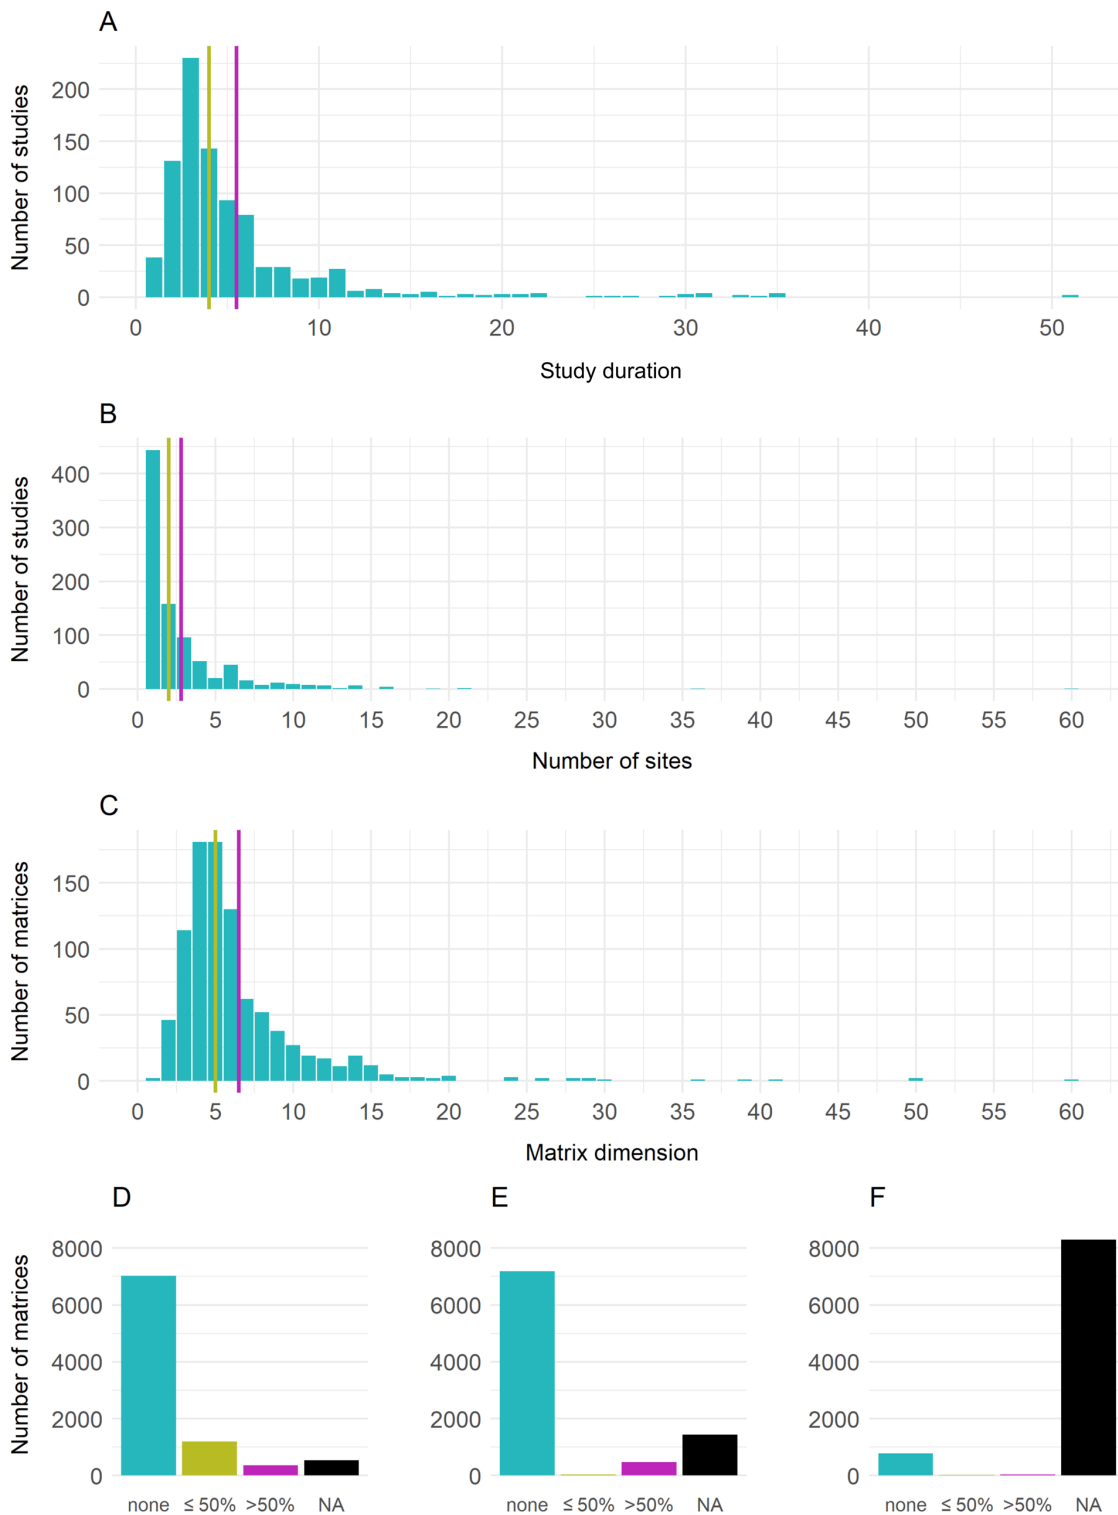 A
Number of studies
200
150
100
50
0
0 10 20 30 40 50
Study duration
B
Number of studies
400
300
200
100
0
0 5 10 15 20 25 30 35 40 45 50 55 60
Number of sites
C
Number of matrices
150
100
50
0
0 5 10 15 20 25 30 35 40 45 50 55 60
Matrix dimension
D E F
Number of matrices
8000 8000 8000
6000 6000 6000
4000 4000 4000
2000 2000 2000
0 0 0
none ≤ 50% >50% NA none ≤ 50% >50% NA none ≤ 50% >50% NA